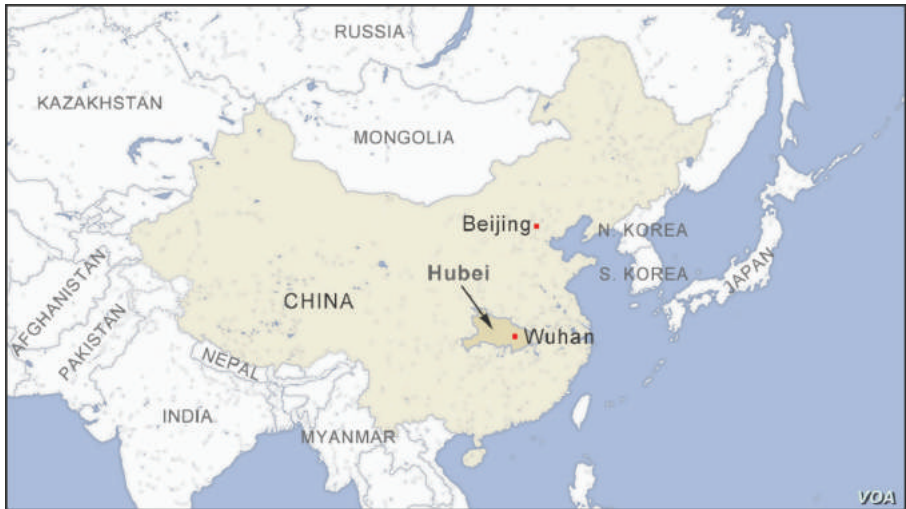 RUSSIA
KAZAKHSTAN
MONGOLIA
Beijing
N. KOREA
Hubei
S. KOREA
JAPAN
AFGHANISTAN
CHINA
PAKISTAN
Wuhan
NEPAL
INDIA
MYANMAR
VOA